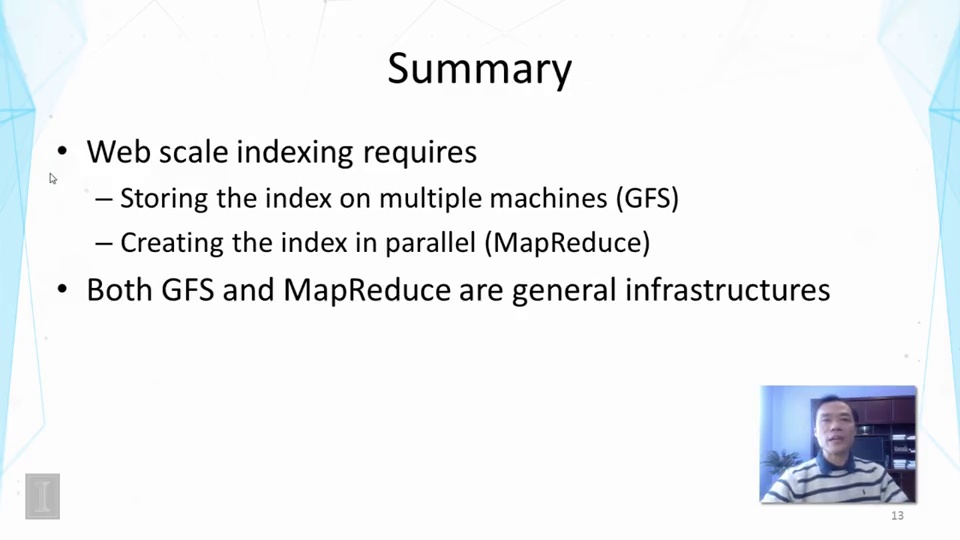 Summary
• Web scale indexing requires
– Storing the index on multiple machines (GFS)
– Creating the index in parallel (MapReduce)
• Both GFS and MapReduce are general infrastructures
I
13